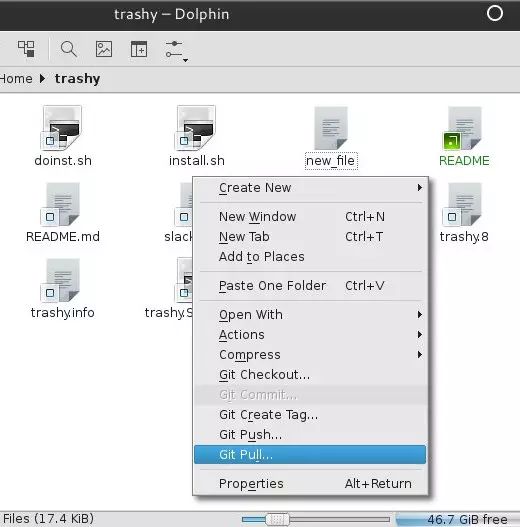 trashy – Dolphin
Home trashy
doinst.sh install.sh new_file README
README.md slack trashy.8
trashy.info trashy.S
Create New
New Window Ctrl+N
New Tab Ctrl+T
Add to Places
Paste One Folder Ctrl+V
Open With
Actions
Compress
Git Checkout...
Git Commit...
Git Create Tag...
Git Push...
Git Pull...
Properties Alt+Return
Files (17.4 KiB) 46.7 GiB free